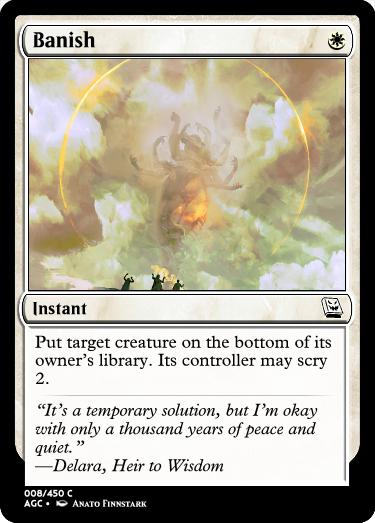 Banish
Instant
Put target creature on the bottom of its
owner's library. Its controller may scry
2.
"It's a temporary solution, but I'm okay
with only a thousand years of peace and
quiet."
—Delara, Heir to Wisdom
008/450 C
AGC • Anato Finnstark